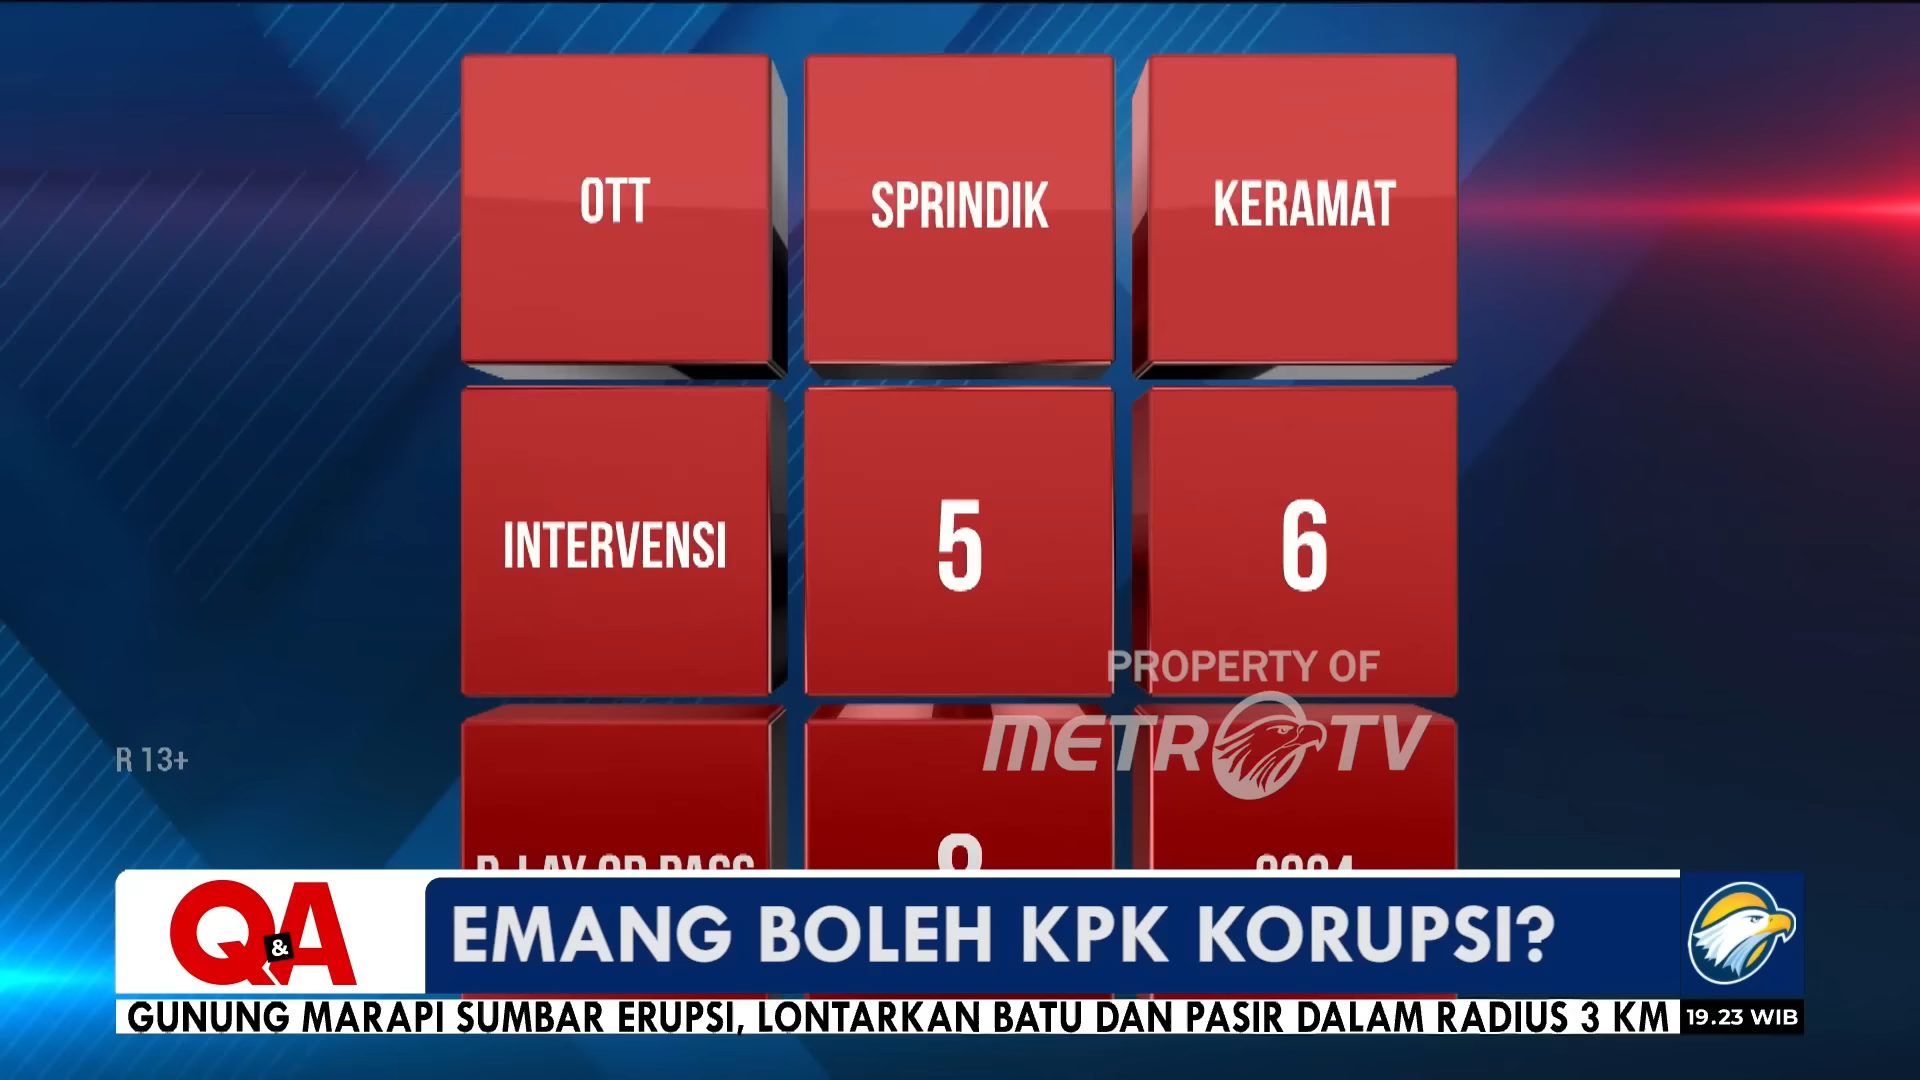 OTT
SPRINDIK
KERAMAT
INTERVENSI
5
6
PROPERTY OF
METRO TV
R 13+
Q&A
EMANG BOLEH KPK KORUPSI?
GUNUNG MARAPI SUMBAR ERUPSI, LONTARKAN BATU DAN PASIR DALAM RADIUS 3 KM
19.23 WIB